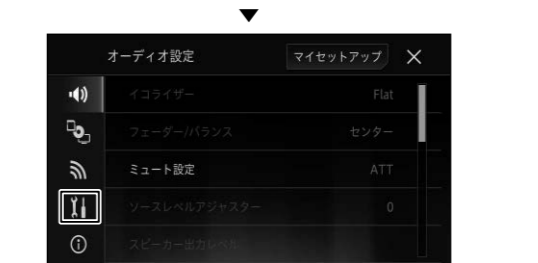 オーディオ設定 マイセットアップ
イコライザー Flat
フェーダー/バランス センター
ミュート設定 ATT
ソースレベルアジャスター 0
スピーカー出力レベル